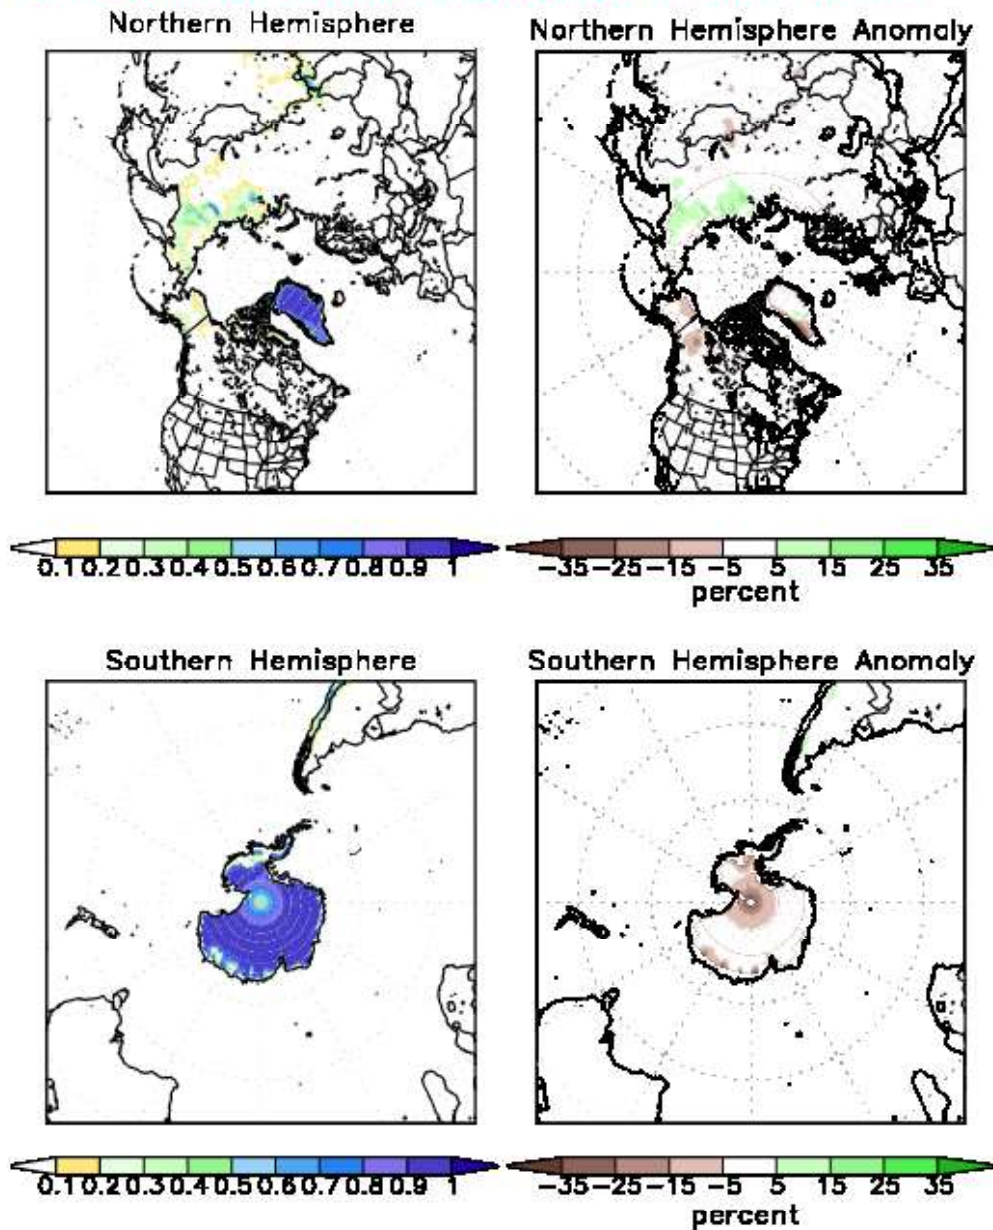 Northern Hemisphere
Northern Hemisphere Anomaly
0.1 0.2 0.3 0.4 0.5 0.6 0.7 0.8 0.9 1
-35 -25 -15 -5 5 15 25 35
percent
Southern Hemisphere
Southern Hemisphere Anomaly
0.1 0.2 0.3 0.4 0.5 0.6 0.7 0.8 0.9 1
-35 -25 -15 -5 5 15 25 35
percent